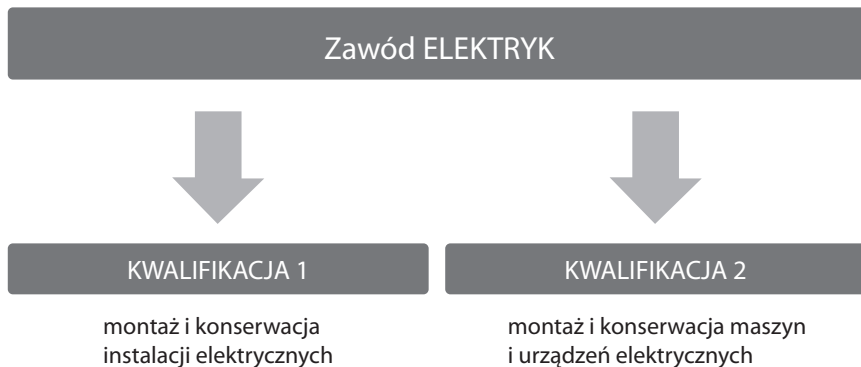 Zawód ELEKTRYK
KWALIFIKACJA 1
KWALIFIKACJA 2
montaż i konserwacja
instalacji elektrycznych
montaż i konserwacja maszyn
i urządzeń elektrycznych